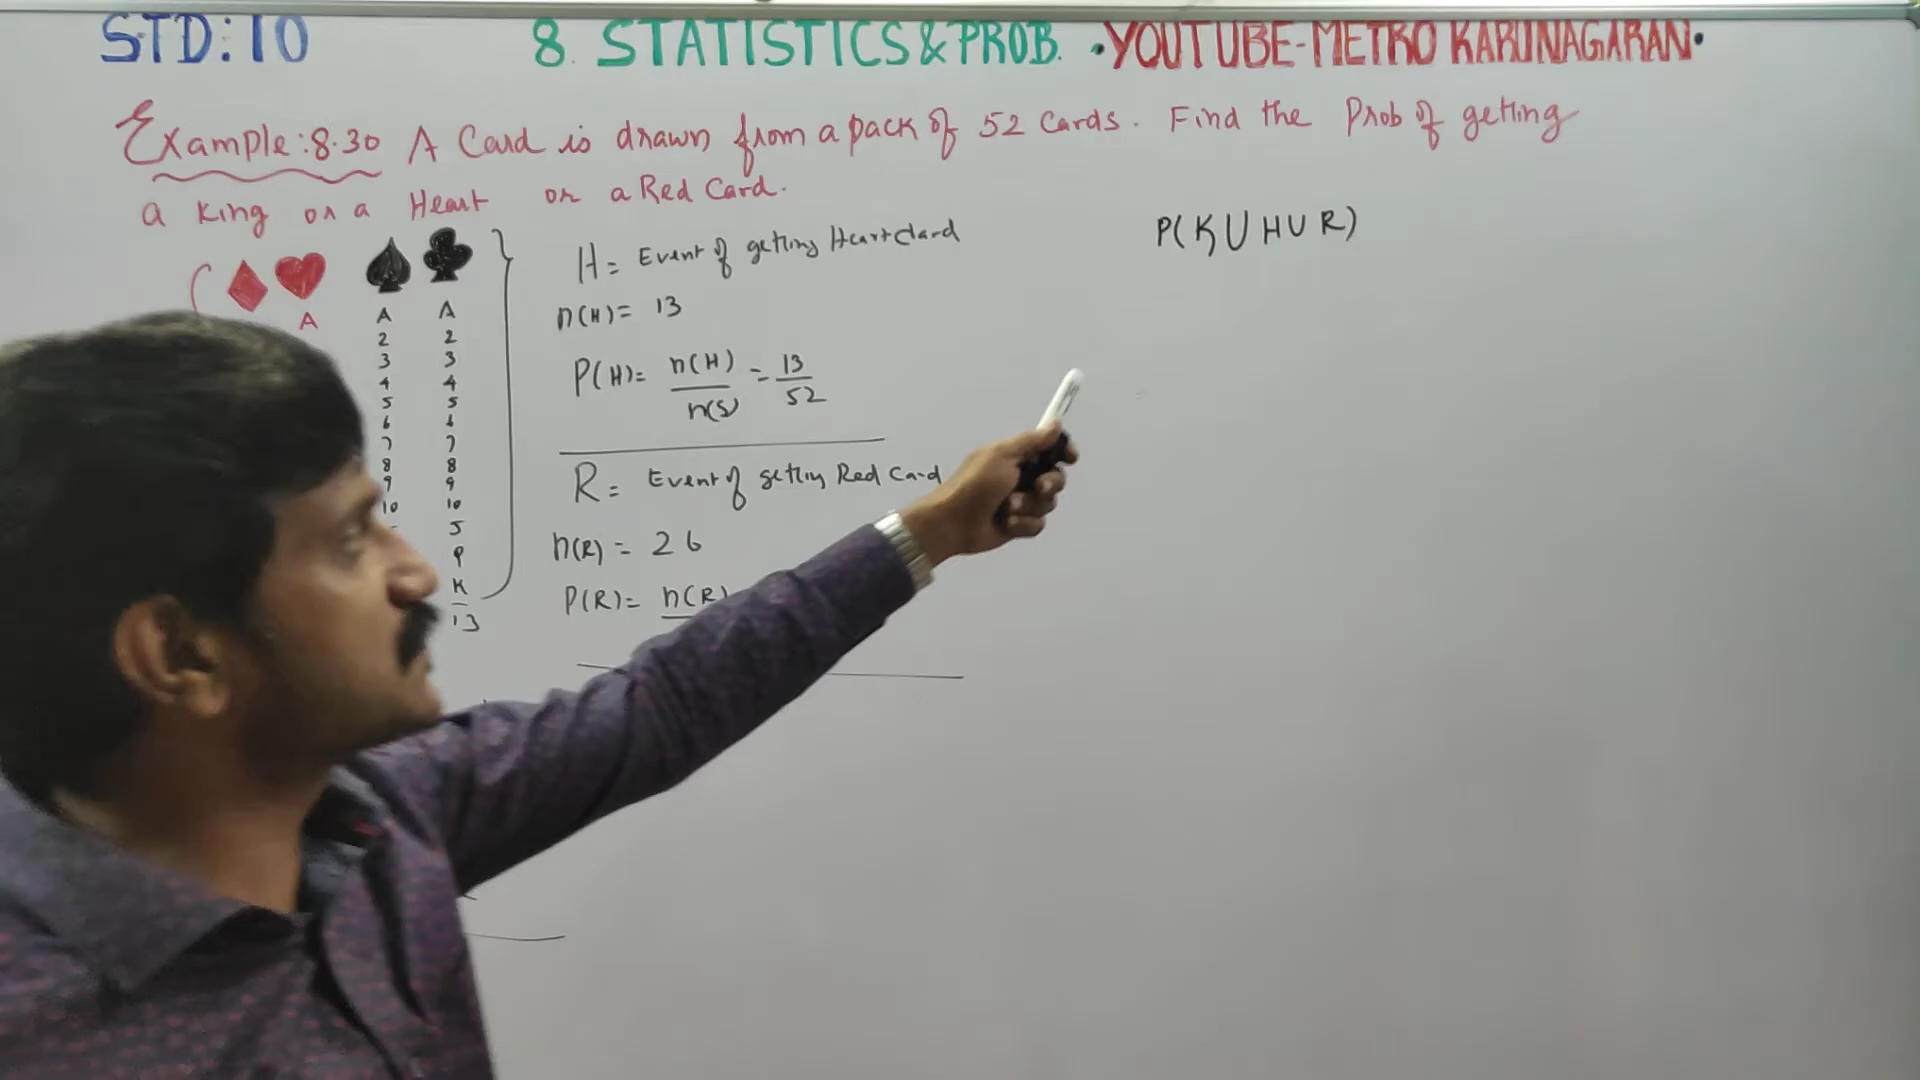 STD:10 8. STATISTICS & PROB. •YOUTUBE-METRO KARUNAGARAN•
Example:8.30 A Card is drawn from a pack of 52 Cards. Find the Prob of getting
a King or a Heart or a Red Card.
A
A
2
3
4
5
6
7
8
9
10
A
2
3
4
5
6
7
8
9
10
J
Q
K
13
H = Event of getting Heart Card
n(H) = 13
P(H) = n(H)/n(S) = 13/52
R = Event of getting Red Card
n(R) = 26
P(R) = n(R)
P(K∪H∪R)